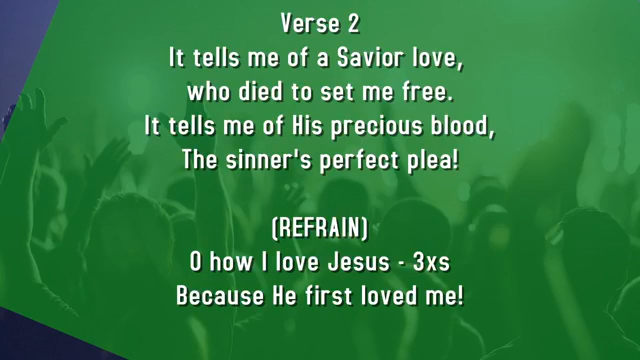 Verse 2
It tells me of a Savior love,
who died to set me free.
It tells me of His precious blood,
The sinner's perfect plea!
(REFRAIN)
O how I love Jesus - 3xs
Because He first loved me!